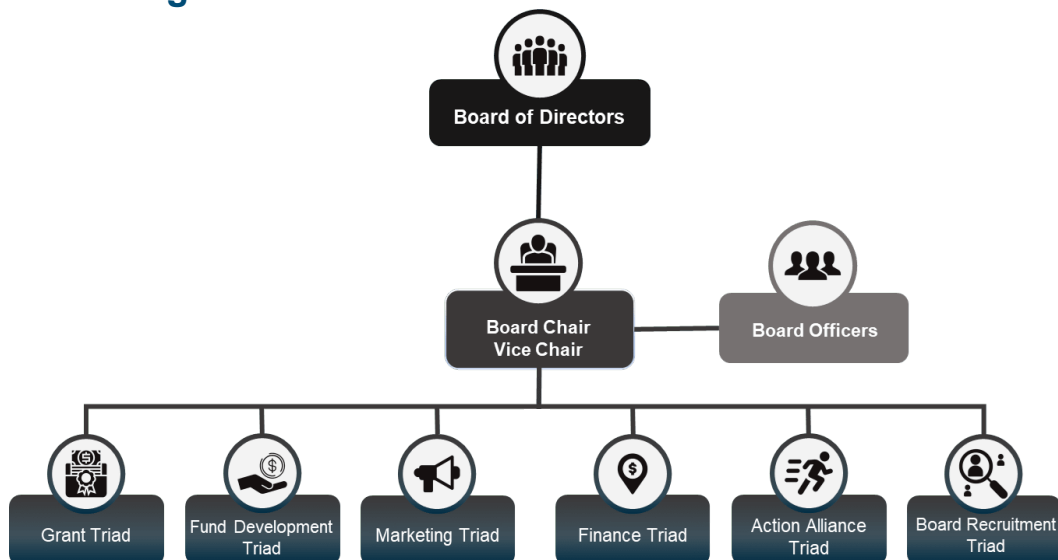 Board of Directors
Board Chair
Vice Chair
Board Officers
Grant Triad
Fund Development
Triad
Marketing Triad
Finance Triad
Action Alliance
Triad
Board Recruitment
Triad